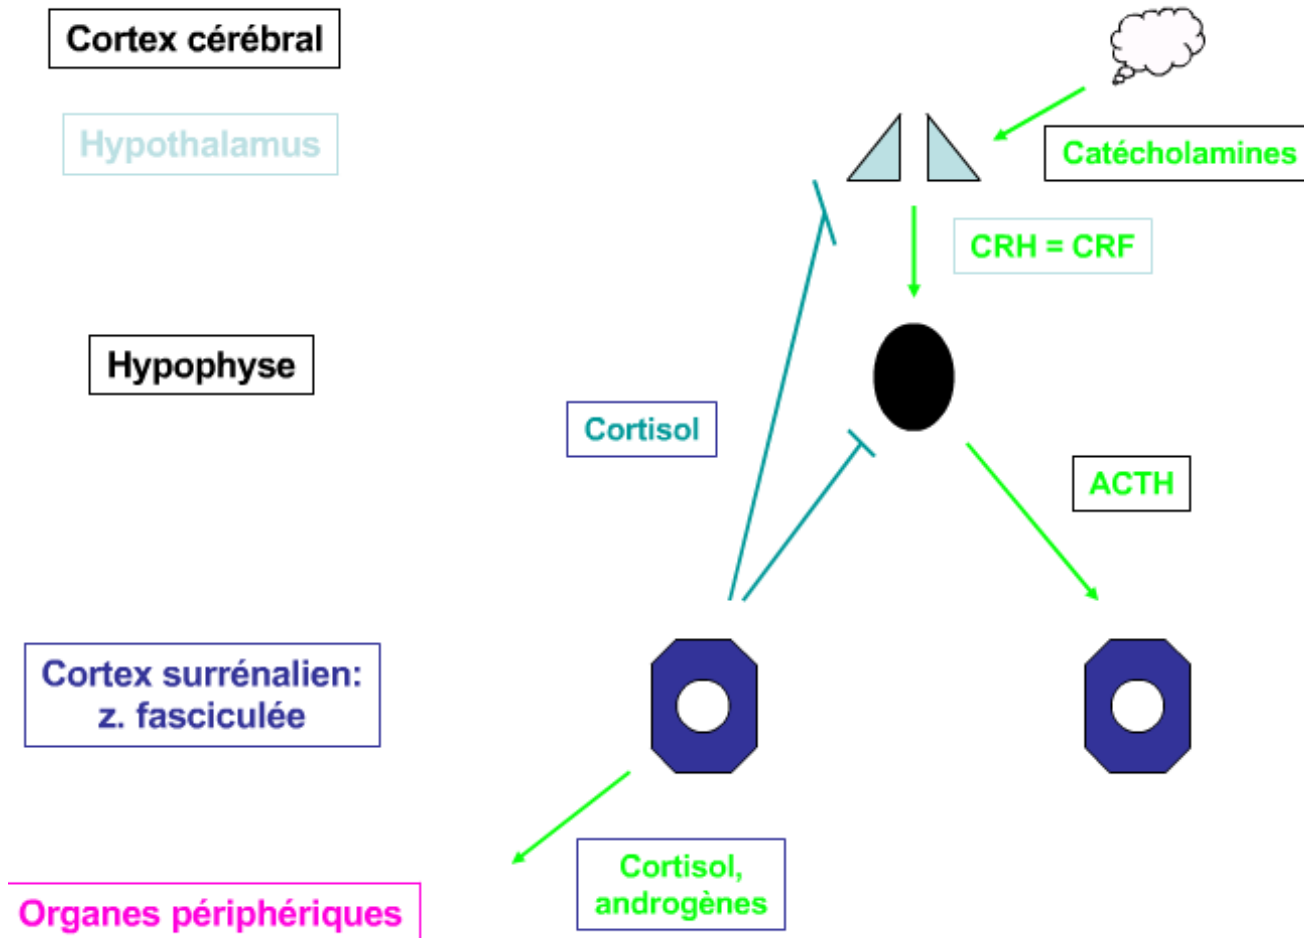 Cortex cérébral
Hypothalamus
Catécholamines
CRH = CRF
Hypophyse
Cortisol
ACTH
Cortex surrénalien:
z. fasciculée
Cortisol,
androgènes
Organes périphériques